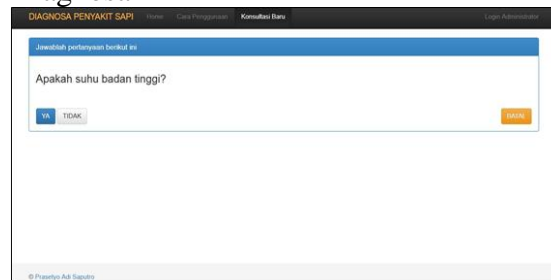 DIAGNOSA PENYAKIT SAPI Home Cara Penggunaan Konsultasi Baru Login Administrator
Jawablah pertanyaan berikut ini
Apakah suhu badan tinggi?
YA TIDAK BATAL
© Prasetyo Adi Saputro